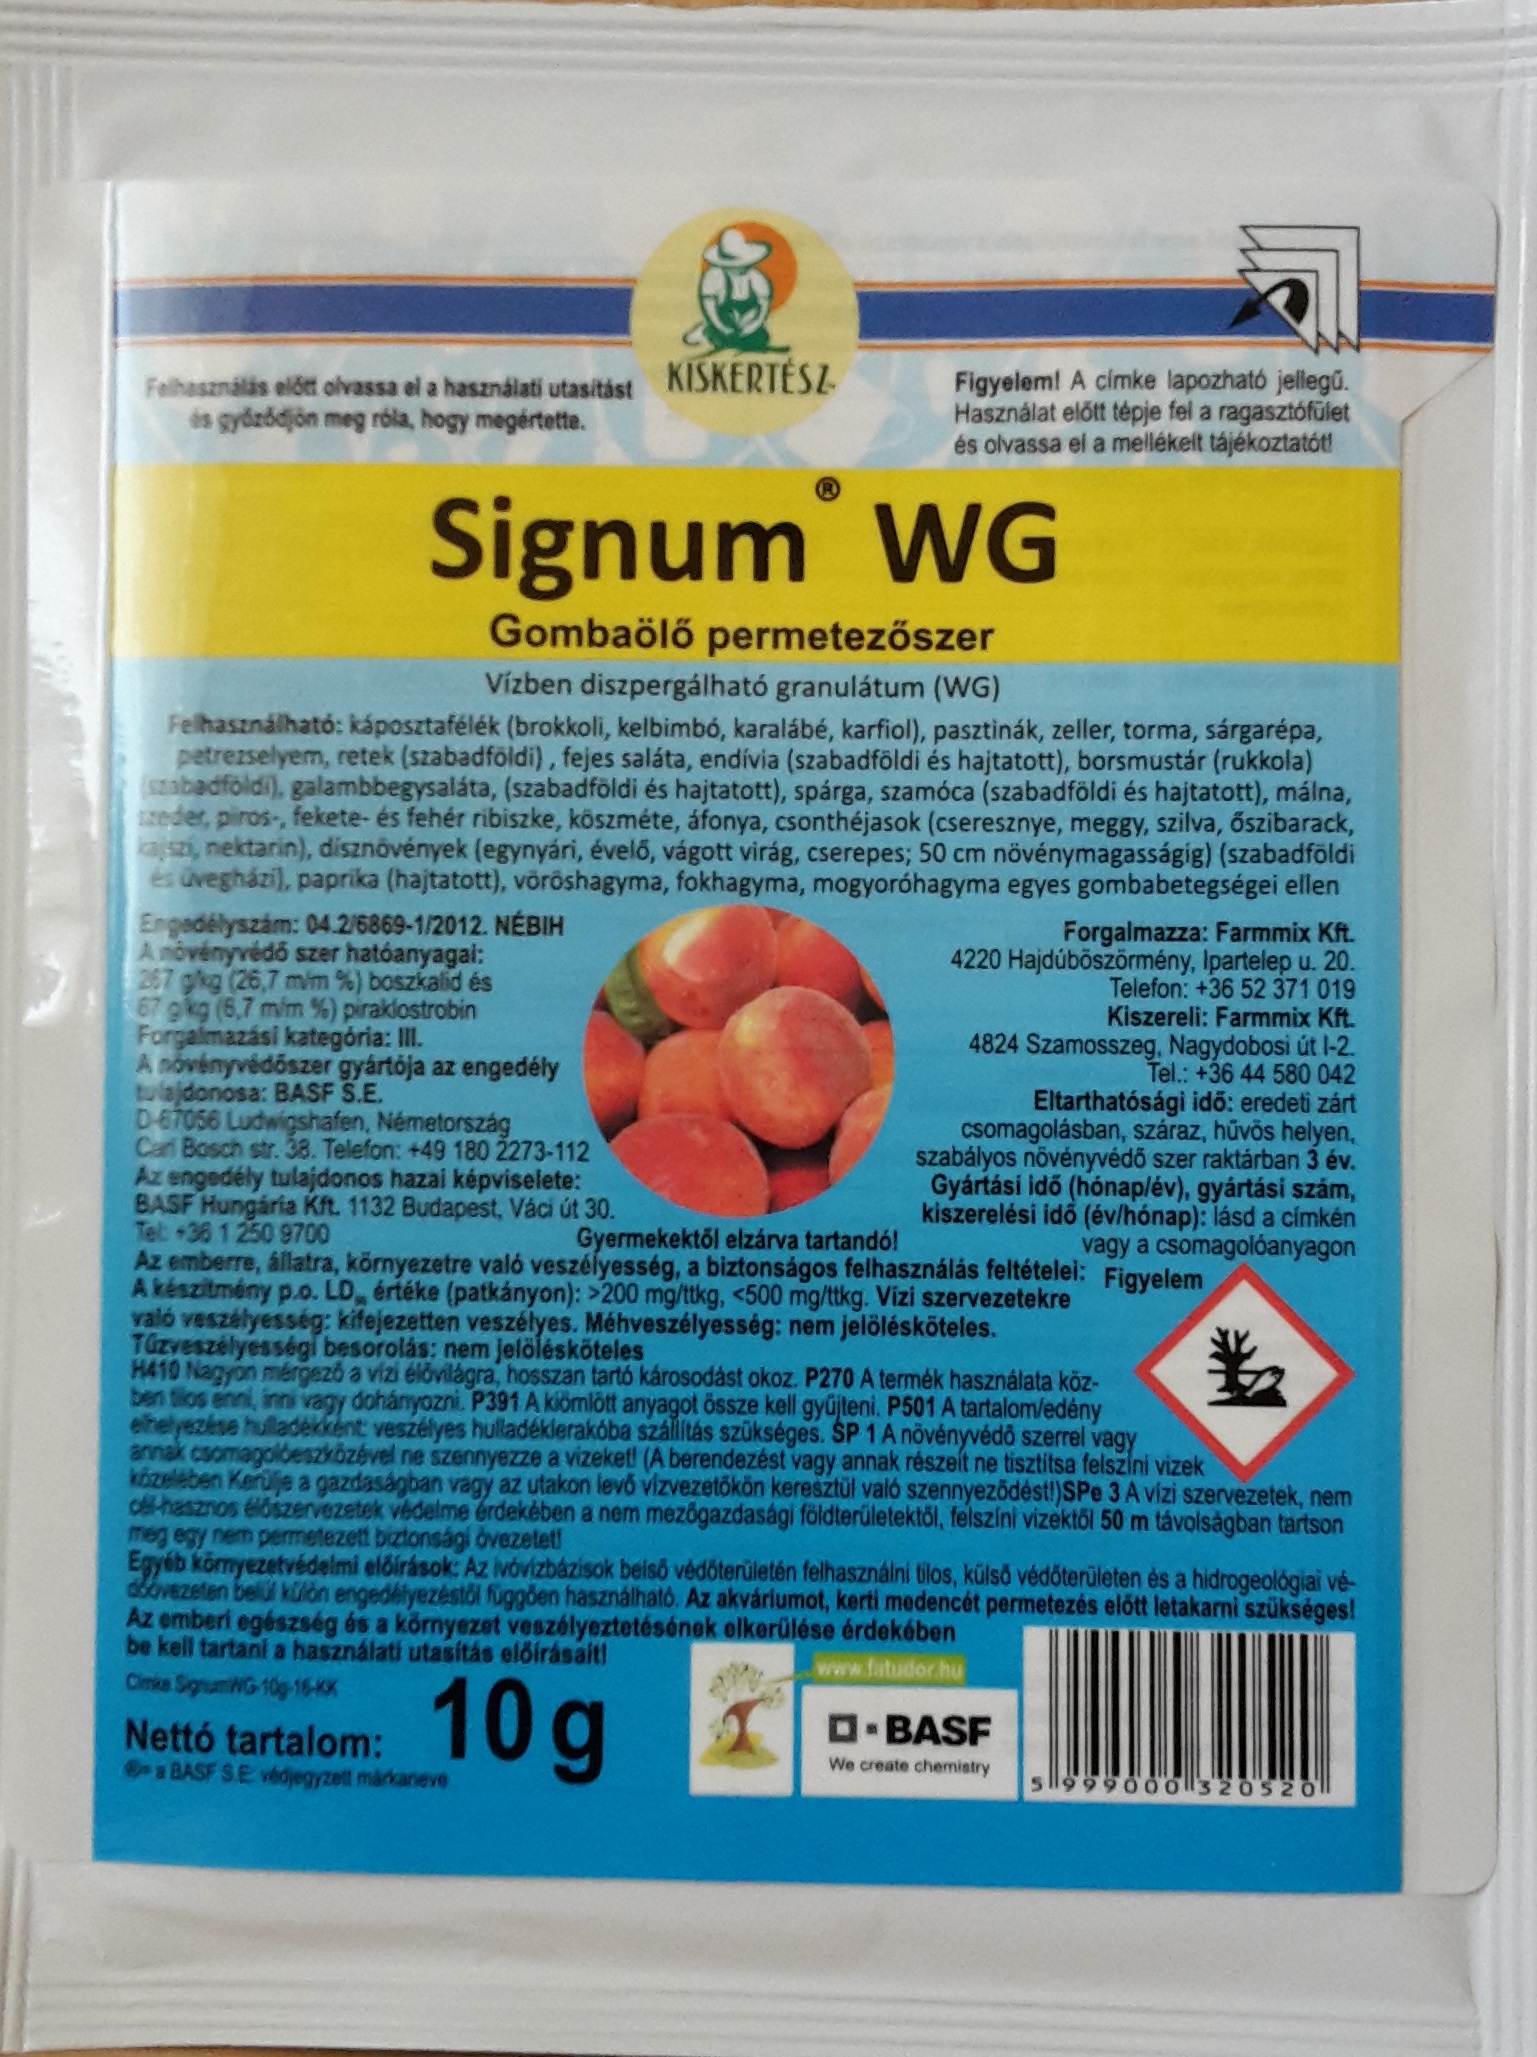 KISKERTÉSZ
Felhasználás előtt olvassa el a használati utasítást
és győződjön meg róla, hogy megértette.
Figyelem! A címke lapozható jellegű.
Használat előtt tépje fel a ragasztófület
és olvassa el a mellékelt tájékoztatót!
Signum® WG
Gombaölő permetezőszer
Vízben diszpergálható granulátum (WG)
Felhasználható: káposztafélék (brokkoli, kelbimbó, karalábé, karfiol), pasztinák, zeller, torma, sárgarépa,
petrezselyem, retek (szabadföldi) , fejes saláta, endívia (szabadföldi és hajtatott), borsmustár (rukkola)
(szabadföldi), galambbegysaláta, (szabadföldi és hajtatott), spárga, szamóca (szabadföldi és hajtatott), málna,
szeder, piros-, fekete- és fehér ribiszke, köszméte, áfonya, csonthéjasok (cseresznye, meggy, szilva, őszibarack,
kajszi, nektarin), dísznövények (egynyári, évelő, vágott virág, cserepes; 50 cm növénymagasságig) (szabadföldi
és üvegházi), paprika (hajtatott), vöröshagyma, fokhagyma, mogyoróhagyma egyes gombabetegségei ellen
Engedélyszám: 04.2/6869-1/2012. NÉBIH
A növényvédő szer hatóanyagai:
267 g/kg (26,7 m/m %) boszkalid és
67 g/kg (6,7 m/m %) piraklostrobin
Forgalmazási kategória: III.
A növényvédőszer gyártója az engedély
tulajdonosa: BASF S.E.
D-67056 Ludwigshafen, Németország
Carl Bosch str. 38. Telefon: +49 180 2273-112
Az engedély tulajdonos hazai képviselete:
BASF Hungária Kft. 1132 Budapest, Váci út 30.
Tel: +36 1 250 9700
Forgalmazza: Farmmix Kft.
4220 Hajdúböszörmény, Ipartelep u. 20.
Telefon: +36 52 371 019
Kiszereli: Farmmix Kft.
4824 Szamosszeg, Nagydobosi út I-2.
Tel.: +36 44 580 042
Eltarthatósági idő: eredeti zárt
csomagolásban, száraz, hűvös helyen,
szabályos növényvédő szer raktárban 3 év.
Gyártási idő (hónap/év), gyártási szám,
kiszerelési idő (év/hónap): lásd a címkén
vagy a csomagolóanyagon
Gyermekektől elzárva tartandó!
Az emberre, állatra, környezetre való veszélyesség, a biztonságos felhasználás feltételei: Figyelem
A készítmény p.o. LD₅₀ értéke (patkányon): >200 mg/ttkg, <500 mg/ttkg. Vízi szervezetekre
való veszélyesség: kifejezetten veszélyes. Méhveszélyesség: nem jelölésköteles.
Tűzveszélyességi besorolás: nem jelölésköteles
H410 Nagyon mérgező a vízi élővilágra, hosszan tartó károsodást okoz. P270 A termék használata köz-
ben tilos enni, inni vagy dohányozni. P391 A kiömlött anyagot össze kell gyűjteni. P501 A tartalom/edény
elhelyezése hulladékként: veszélyes hulladéklerakóba szállítás szükséges. SP 1 A növényvédő szerrel vagy
annak csomagolóeszközével ne szennyezze a vizeket! (A berendezést vagy annak részeit ne tisztítsa felszíni vizek
közelében Kerülje a gazdaságban vagy az utakon levő vízvezetőkön keresztül való szennyeződést!)SPe 3 A vízi szervezetek, nem
cél-hasznos élőszervezetek védelme érdekében a nem mezőgazdasági földterületektől, felszíni vizektől 50 m távolságban tartson
meg egy nem permetezett biztonsági övezetet!
Egyéb környezetvédelmi előírások: Az ivóvízbázisok belső védőterületén felhasználni tilos, külső védőterületen és a hidrogeológiai vé-
dőövezeten belül külön engedélyezéstől függően használható. Az akváriumot, kerti medencét permetezés előtt letakarni szükséges!
Az emberi egészség és a környezet veszélyeztetésének elkerülése érdekében
be kell tartani a használati utasítás előírásait!
Címke SignumWG-10g-16-KK
Nettó tartalom: 10 g
®= a BASF S.E. védjegyzett márkaneve
www.fatudor.hu
BASF
We create chemistry
5 999000 320520